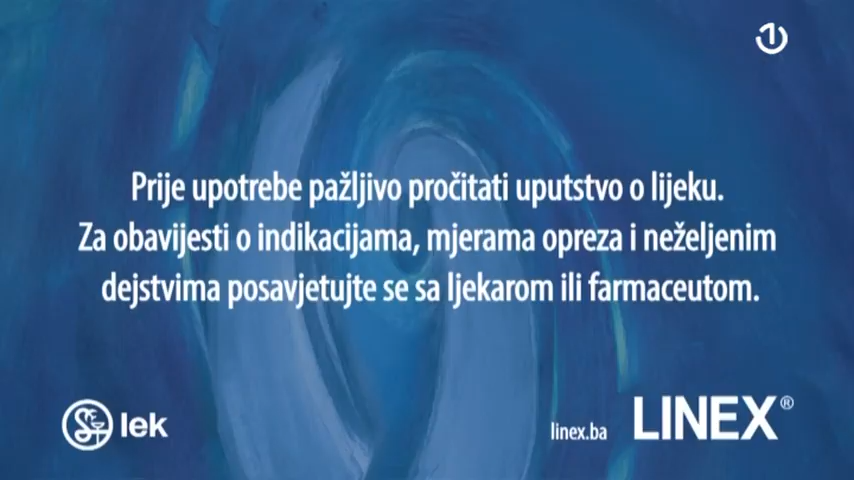 Prije upotrebe pažljivo pročitati uputstvo o lijeku.
Za obavijesti o indikacijama, mjerama opreza i neželjenim
dejstvima posavjetujte se sa ljekarom ili farmaceutom.
lek
linex.ba
LINEX®